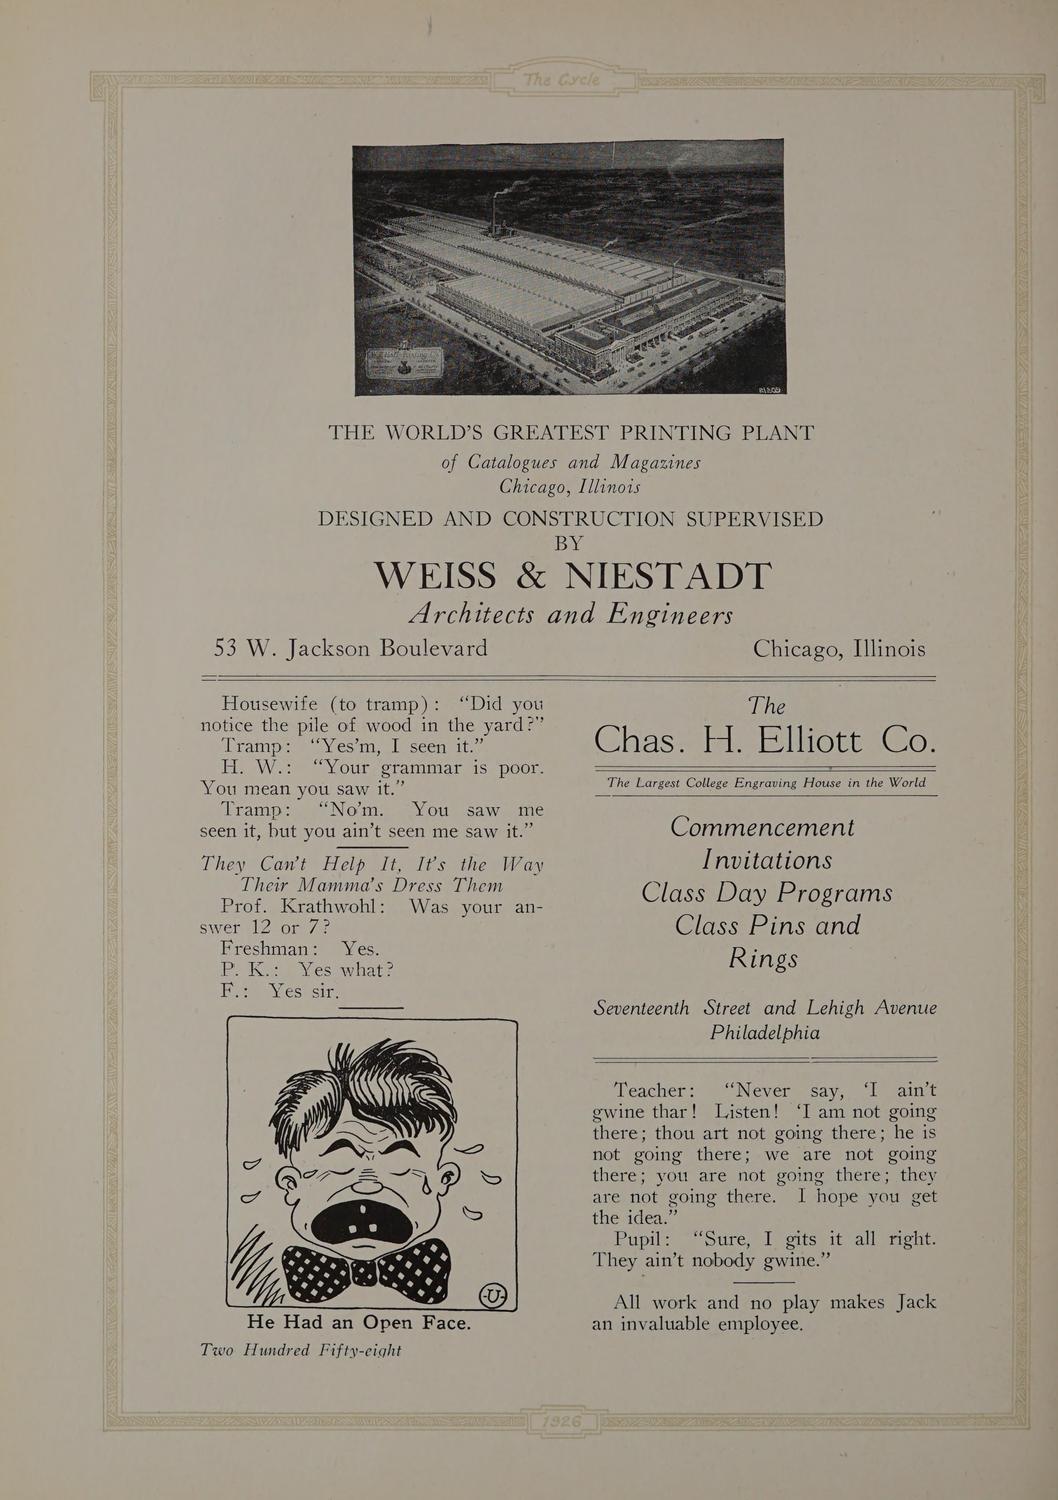 The Cycle
THE WORLD'S GREATEST PRINTING PLANT
of Catalogues and Magazines
Chicago, Illinois
DESIGNED AND CONSTRUCTION SUPERVISED
BY
WEISS & NIESTADT
Architects and Engineers
53 W. Jackson Boulevard Chicago, Illinois
Housewife (to tramp): “Did you
notice the pile of wood in the yard?”
Tramp: “Yes’m, I seen it.”
H. W.: “Your grammar is poor.
You mean you saw it.”
Tramp: “No’m. You saw me
seen it, but you ain’t seen me saw it.”
They Can’t Help It, It’s the Way
Their Mamma’s Dress Them
Prof. Krathwohl: Was your an-
swer 12 or 7?
Freshman: Yes.
P. K.: Yes what?
F.: Yes sir.
U
He Had an Open Face.
The
Chas. H. Elliott Co.
The Largest College Engraving House in the World
Commencement
Invitations
Class Day Programs
Class Pins and
Rings
Seventeenth Street and Lehigh Avenue
Philadelphia
Teacher: “Never say, ‘I ain’t
gwine thar! Listen! ‘I am not going
there; thou art not going there; he is
not going there; we are not going
there; you are not going there; they
are not going there. I hope you get
the idea.”
Pupil: “Sure, I gits it all right.
They ain’t nobody gwine.”
All work and no play makes Jack
an invaluable employee.
Two Hundred Fifty-eight
1926